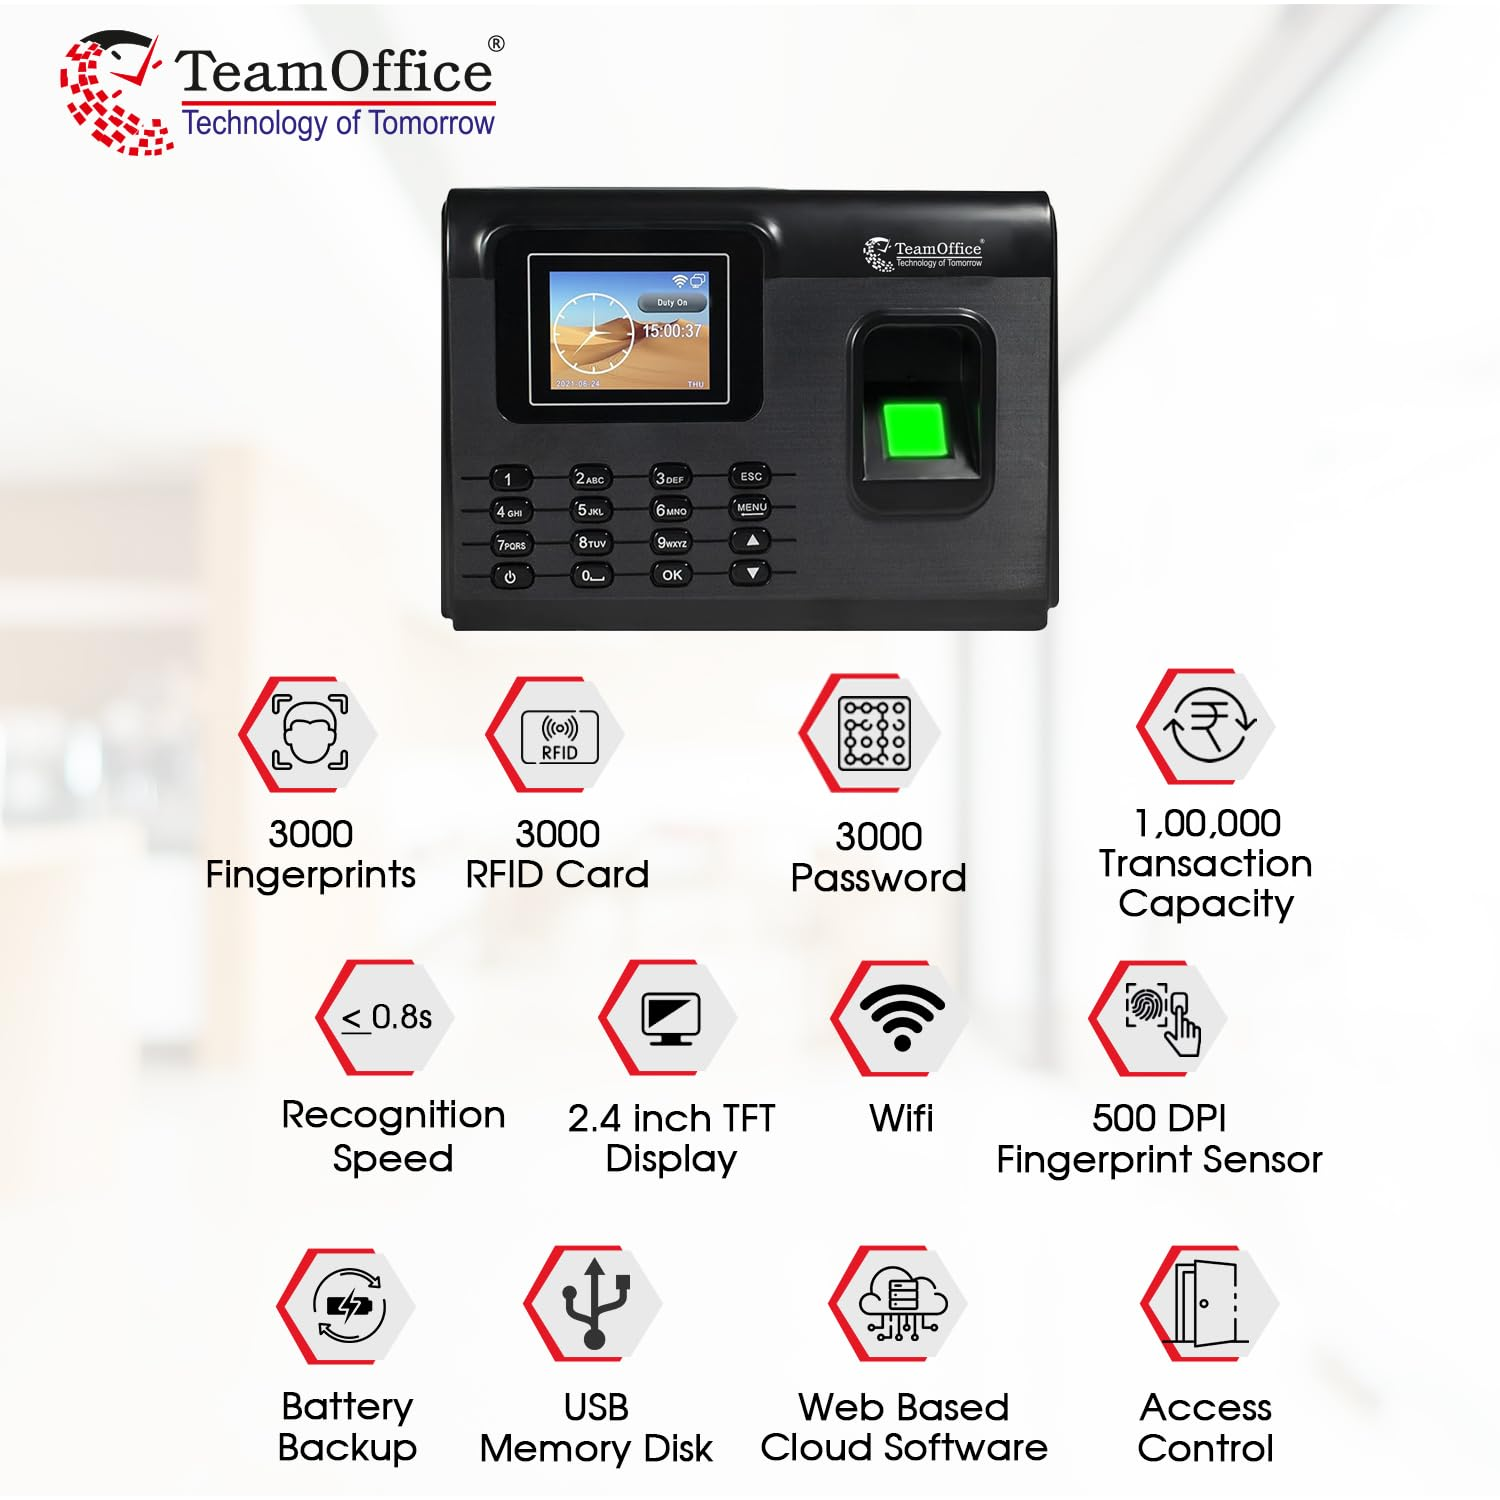 TeamOffice®
Technology of Tomorrow
TeamOffice®
Technology of Tomorrow
Duty On
15:00:37
2021-06-24 THU
1 2ABC 3DEF ESC
4GHI 5JKL 6MNO MENU
7PQRS 8TUV 9WXYZ ▲
0 OK ▼
RFID
3000
Fingerprints
3000
RFID Card
3000
Password
1,00,000
Transaction
Capacity
≤ 0.8s
Recognition
Speed
2.4 inch TFT
Display
Wifi
500 DPI
Fingerprint Sensor
Battery
Backup
USB
Memory Disk
Web Based
Cloud Software
Access
Control